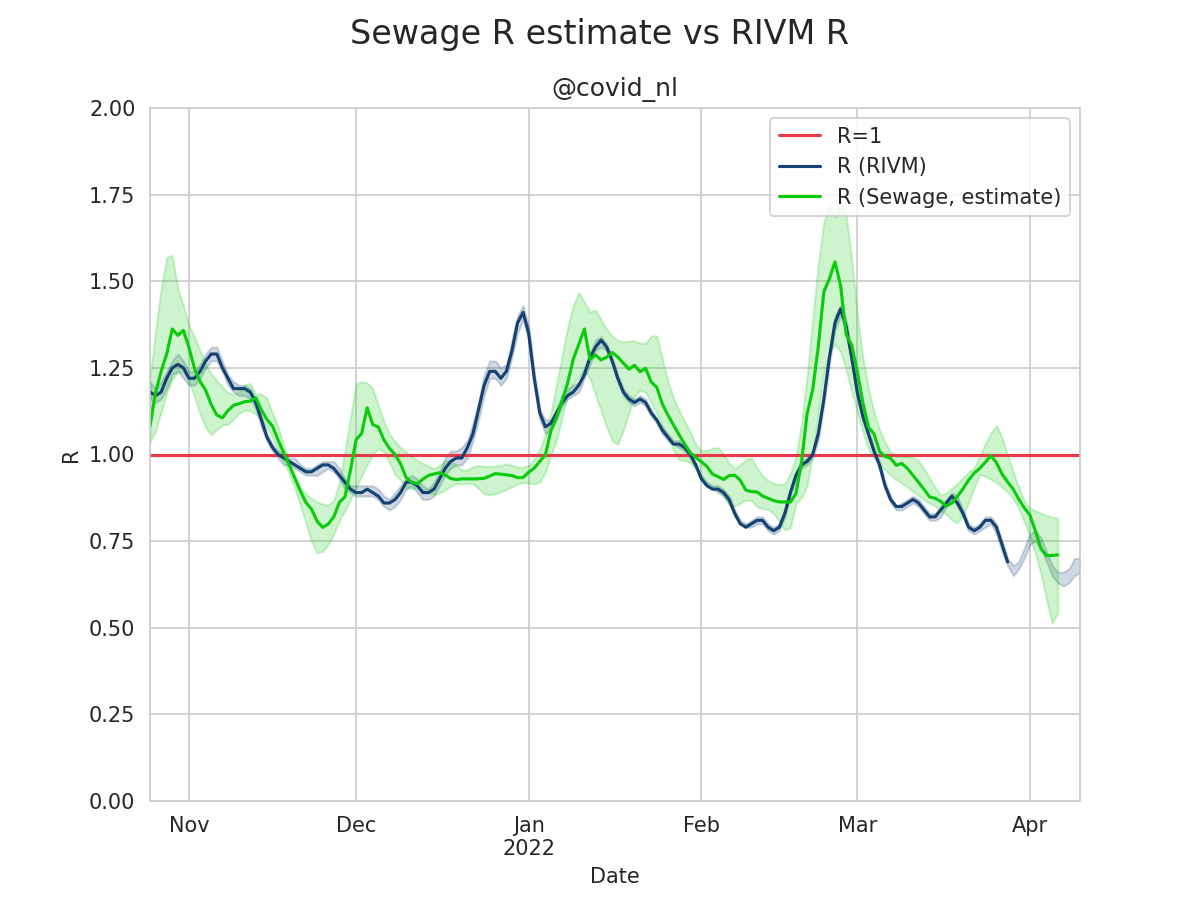 Sewage R estimate vs RIVM R
@covid_nl
2.00
1.75
1.50
1.25
1.00
0.75
0.50
0.25
0.00
R
R=1
R (RIVM)
R (Sewage, estimate)
Nov
Dec
Jan
2022
Feb
Mar
Apr
Date